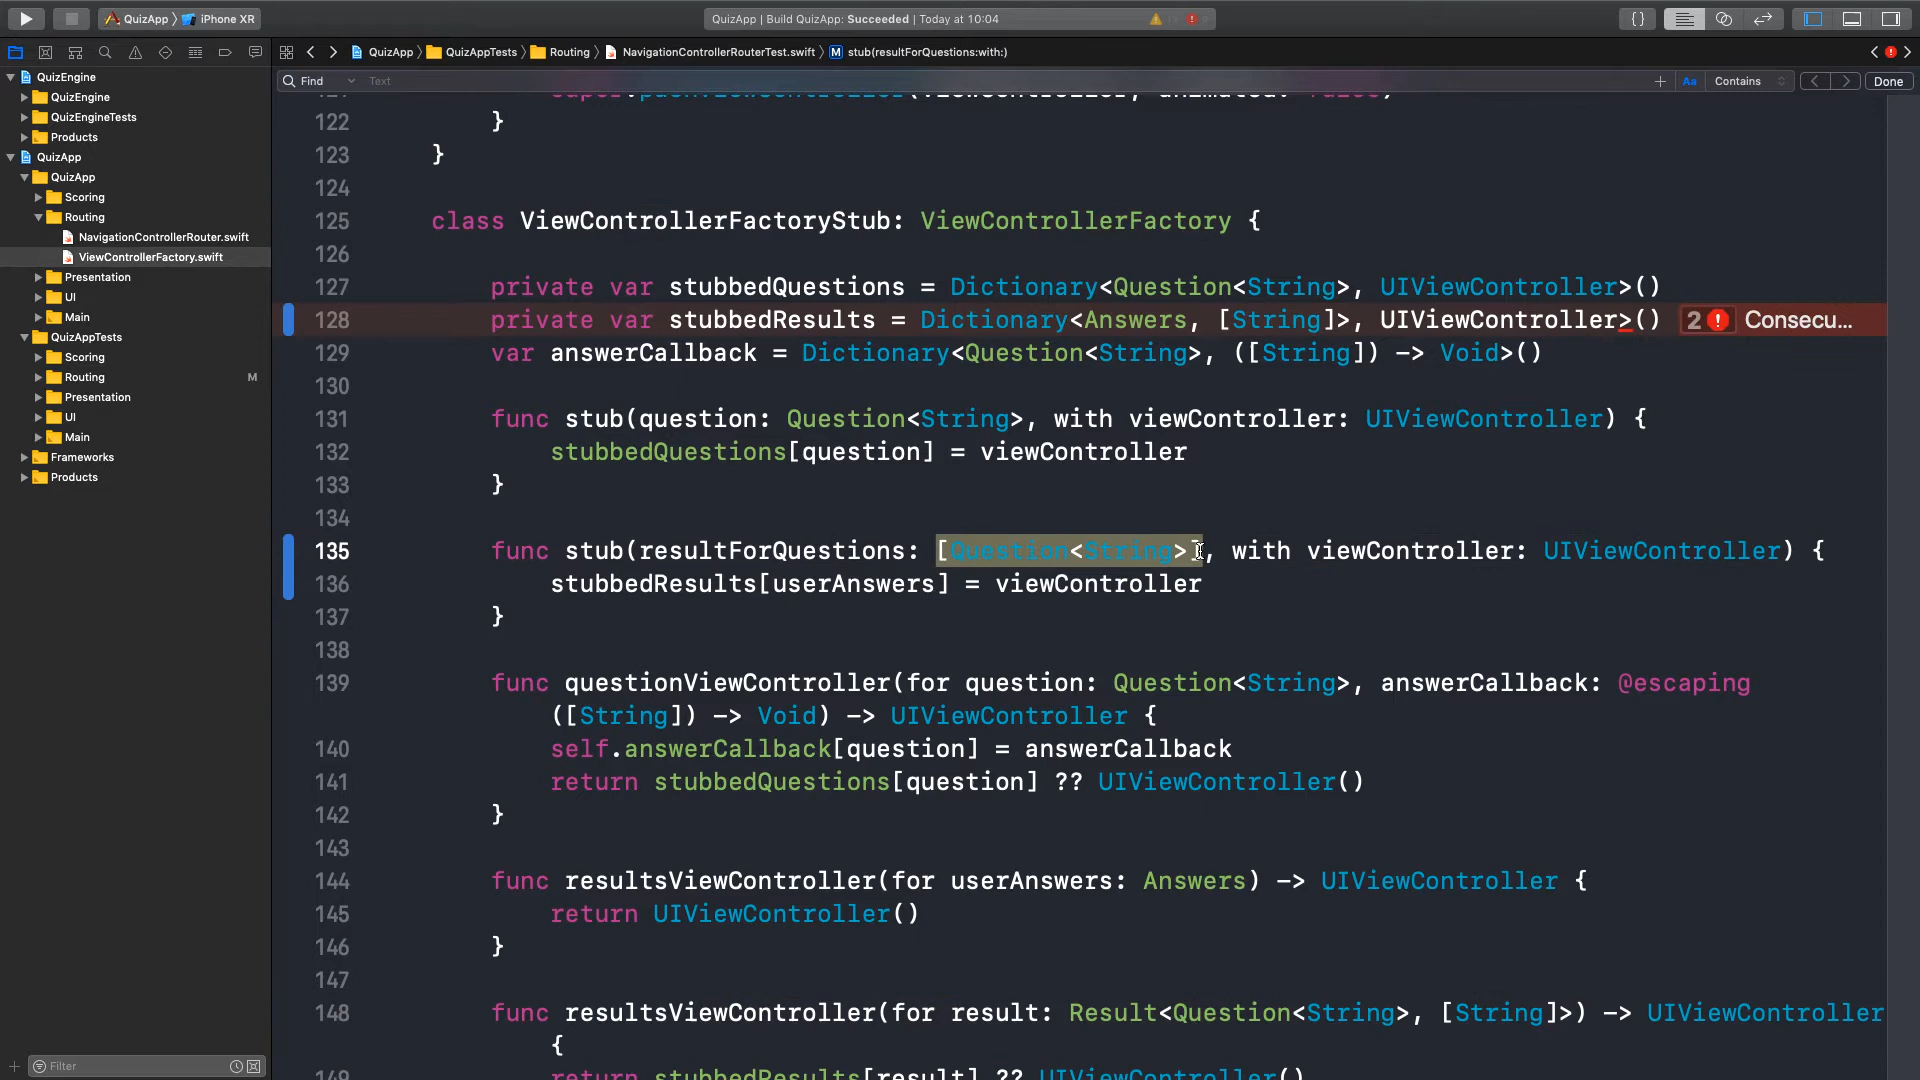 QuizApp
iPhone XR
QuizApp | Build QuizApp: Succeeded | Today at 10:04
QuizApp
QuizAppTests
Routing
NavigationControllerRouterTest.swift
M
stub(resultForQuestions:with:)
Find
Text
Aa
Contains
Done
QuizEngine
QuizEngine
QuizEngineTests
Products
QuizApp
QuizApp
Scoring
Routing
NavigationControllerRouter.swift
ViewControllerFactory.swift
Presentation
UI
Main
QuizAppTests
Scoring
Routing M
Presentation
UI
Main
Frameworks
Products
Filter
122 }
123 }
124
125 class ViewControllerFactoryStub: ViewControllerFactory {
126
127 private var stubbedQuestions = Dictionary<Question<String>, UIViewController>()
128 private var stubbedResults = Dictionary<Answers, [String]>, UIViewController>() 2 Consecu...
129 var answerCallback = Dictionary<Question<String>, ([String]) -> Void>()
130
131 func stub(question: Question<String>, with viewController: UIViewController) {
132 stubbedQuestions[question] = viewController
133 }
134
135 func stub(resultForQuestions: [Question<String>], with viewController: UIViewController) {
136 stubbedResults[userAnswers] = viewController
137 }
138
139 func questionViewController(for question: Question<String>, answerCallback: @escaping
([String]) -> Void) -> UIViewController {
140 self.answerCallback[question] = answerCallback
141 return stubbedQuestions[question] ?? UIViewController()
142 }
143
144 func resultsViewController(for userAnswers: Answers) -> UIViewController {
145 return UIViewController()
146 }
147
148 func resultsViewController(for result: Result<Question<String>, [String]>) -> UIViewController
{
149 return stubbedResults[result] ?? UIViewController()